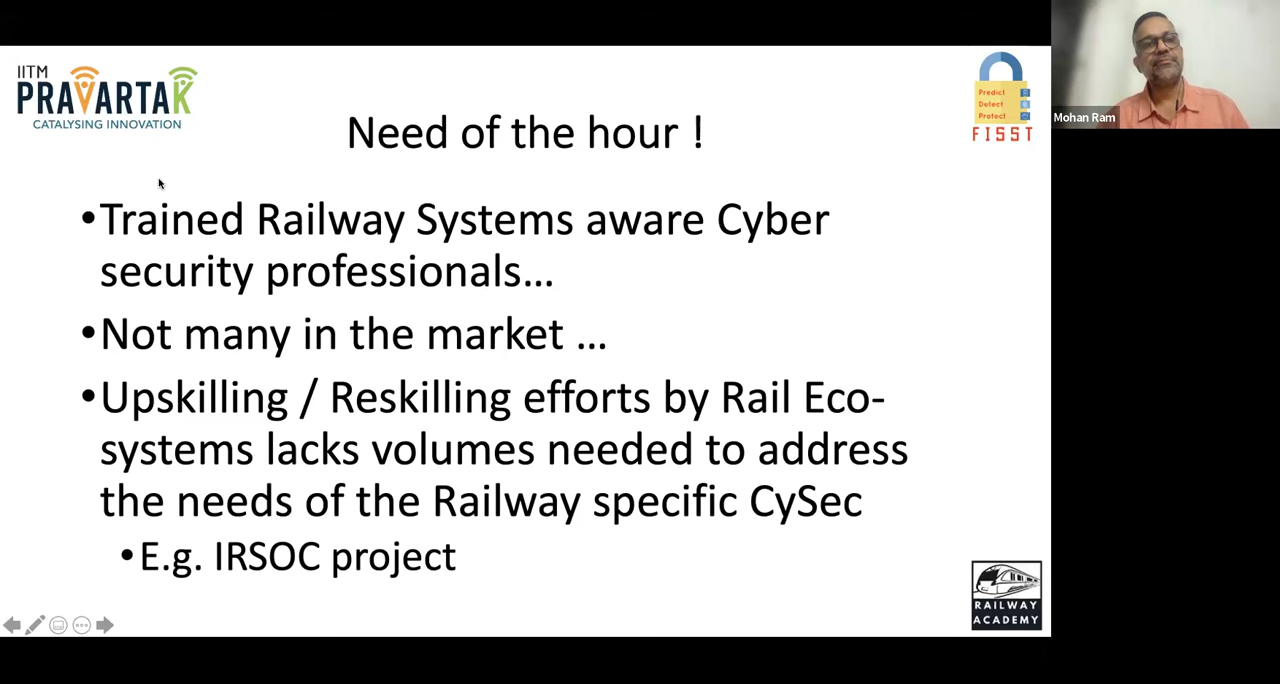 IITM
PRAVARTAK
CATALYSING INNOVATION
Need of the hour !
Predict
Detect
Protect
FISST
Mohan Ram
•Trained Railway Systems aware Cyber
security professionals...
•Not many in the market ...
•Upskilling / Reskilling efforts by Rail Eco-
systems lacks volumes needed to address
the needs of the Railway specific CySec
•E.g. IRSOC project
RAILWAY
ACADEMY